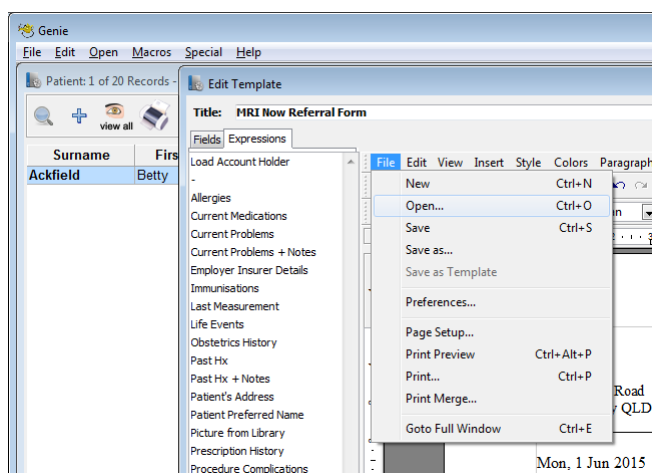 Genie
File Edit Open Macros Special Help
Patient: 1 of 20 Records -
Edit Template
view all
Title: MRI Now Referral Form
Fields Expressions
Surname Firs
Ackfield Betty
Load Account Holder
-
Allergies
Current Medications
Current Problems
Current Problems + Notes
Employer Insurer Details
Immunisations
Last Measurement
Life Events
Obstetrics History
Past Hx
Past Hx + Notes
Patient's Address
Patient Preferred Name
Picture from Library
Prescription History
Procedure Complications
File Edit View Insert Style Colors Paragraph
New Ctrl+N
Open... Ctrl+O
Save Ctrl+S
Save as...
Save as Template
Preferences...
Page Setup...
Print Preview Ctrl+Alt+P
Print... Ctrl+P
Print Merge...
Goto Full Window Ctrl+E
Road
QLD
Mon, 1 Jun 2015